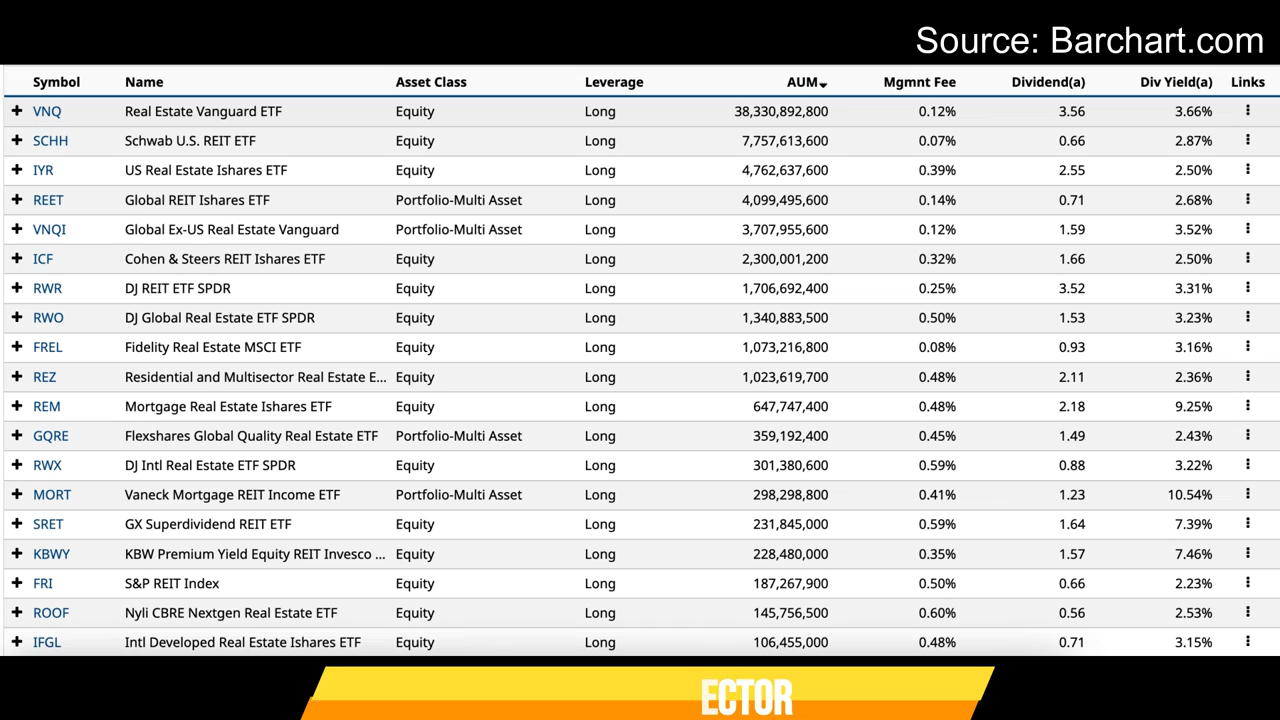 Source: Barchart.com
Symbol Name Asset Class Leverage AUM Mgmnt Fee Dividend(a) Div Yield(a) Links
VNQ Real Estate Vanguard ETF Equity Long 38,330,892,800 0.12% 3.56 3.66%
SCHH Schwab U.S. REIT ETF Equity Long 7,757,613,600 0.07% 0.66 2.87%
IYR US Real Estate Ishares ETF Equity Long 4,762,637,600 0.39% 2.55 2.50%
REET Global REIT Ishares ETF Portfolio-Multi Asset Long 4,099,495,600 0.14% 0.71 2.68%
VNQI Global Ex-US Real Estate Vanguard Portfolio-Multi Asset Long 3,707,955,600 0.12% 1.59 3.52%
ICF Cohen & Steers REIT Ishares ETF Equity Long 2,300,001,200 0.32% 1.66 2.50%
RWR DJ REIT ETF SPDR Equity Long 1,706,692,400 0.25% 3.52 3.31%
RWO DJ Global Real Estate ETF SPDR Equity Long 1,340,883,500 0.50% 1.53 3.23%
FREL Fidelity Real Estate MSCI ETF Equity Long 1,073,216,800 0.08% 0.93 3.16%
REZ Residential and Multisector Real Estate E... Equity Long 1,023,619,700 0.48% 2.11 2.36%
REM Mortgage Real Estate Ishares ETF Equity Long 647,747,400 0.48% 2.18 9.25%
GQRE Flexshares Global Quality Real Estate ETF Portfolio-Multi Asset Long 359,192,400 0.45% 1.49 2.43%
RWX DJ Intl Real Estate ETF SPDR Equity Long 301,380,600 0.59% 0.88 3.22%
MORT Vaneck Mortgage REIT Income ETF Portfolio-Multi Asset Long 298,298,800 0.41% 1.23 10.54%
SRET GX Superdividend REIT ETF Equity Long 231,845,000 0.59% 1.64 7.39%
KBWY KBW Premium Yield Equity REIT Invesco ... Equity Long 228,480,000 0.35% 1.57 7.46%
FRI S&P REIT Index Equity Long 187,267,900 0.50% 0.66 2.23%
ROOF Nyli CBRE Nextgen Real Estate ETF Equity Long 145,756,500 0.60% 0.56 2.53%
IFGL Intl Developed Real Estate Ishares ETF Equity Long 106,455,000 0.48% 0.71 3.15%
ECTOR